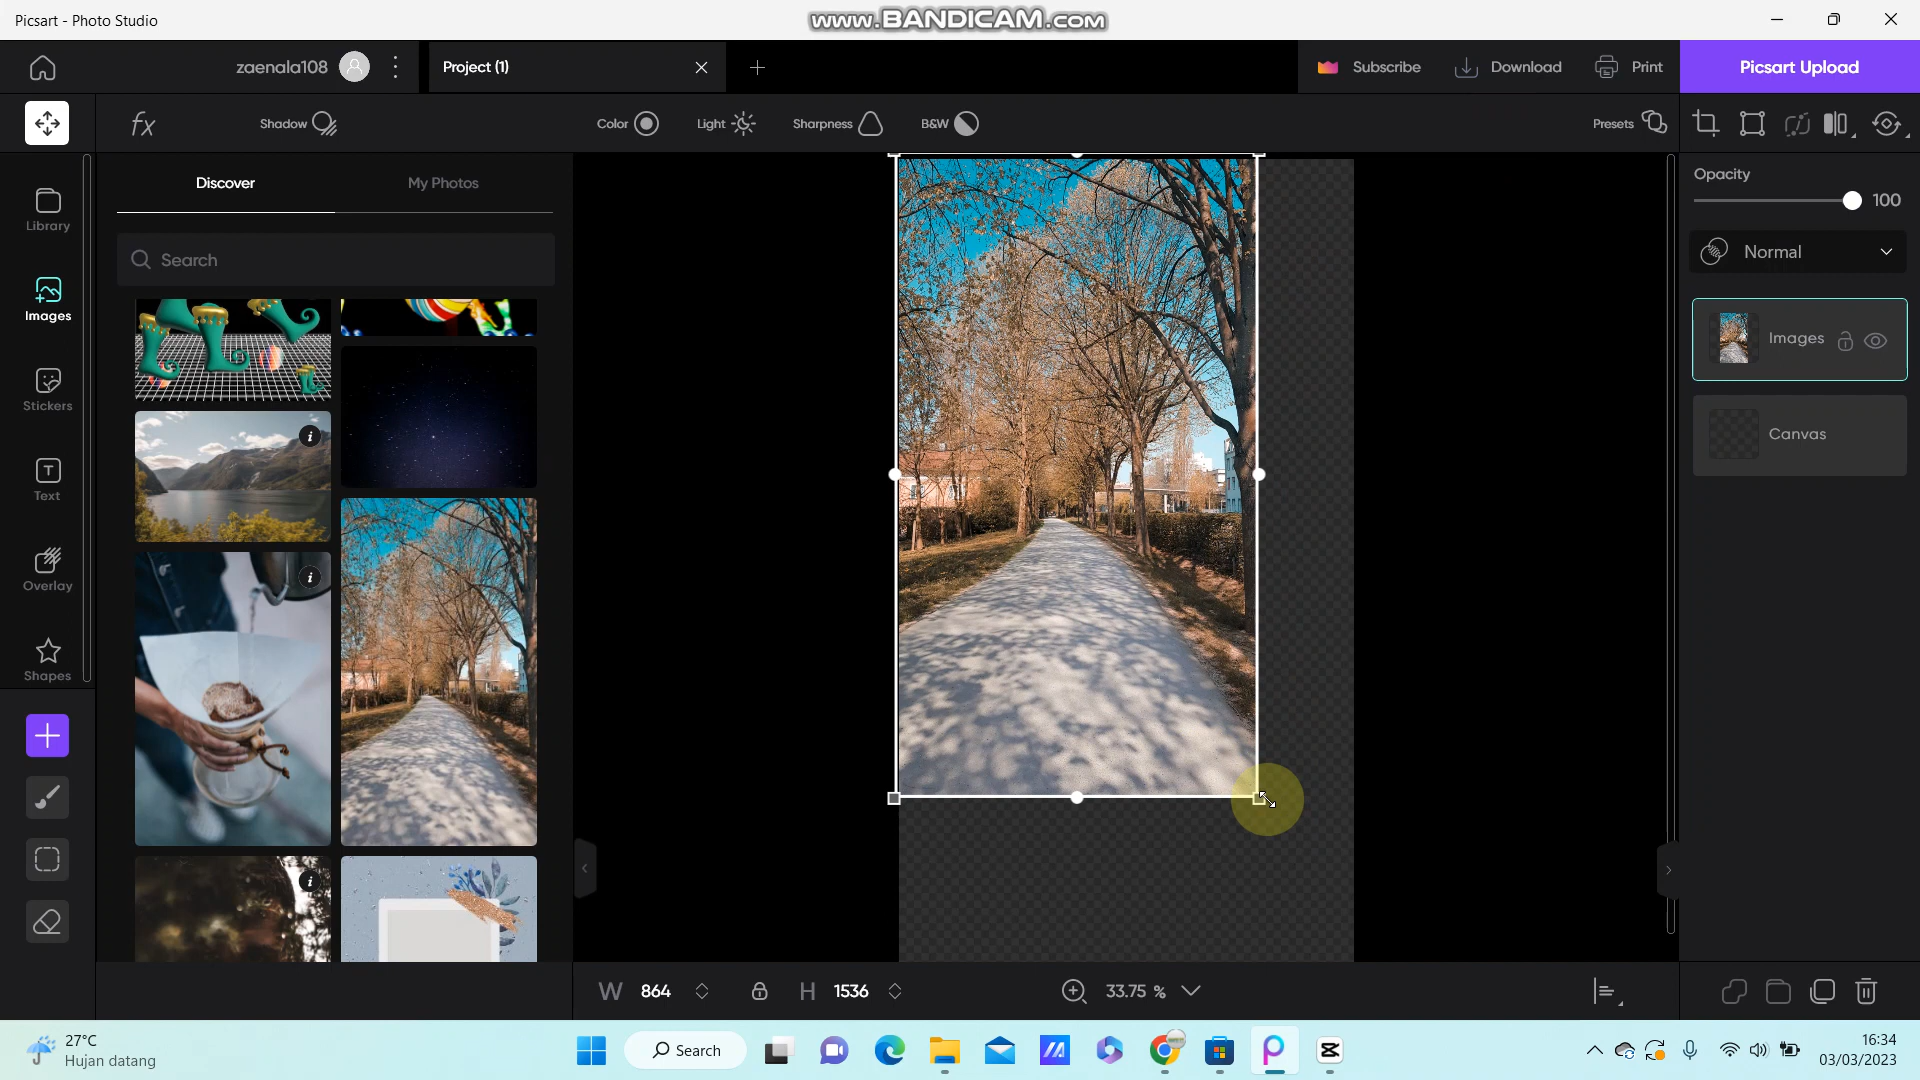 Picsart - Photo Studio
www.BANDICAM.com
zaenala108
Project (1)
Subscribe
Download
Print
Picsart Upload
fx
Shadow
Color
Light
Sharpness
B&W
Presets
Library
Images
Stickers
Text
Overlay
Shapes
Discover
My Photos
Search
Opacity
100
Normal
Images
Canvas
W 864
H 1536
33.75 %
27°C
Hujan datang
Search
16:34
03/03/2023